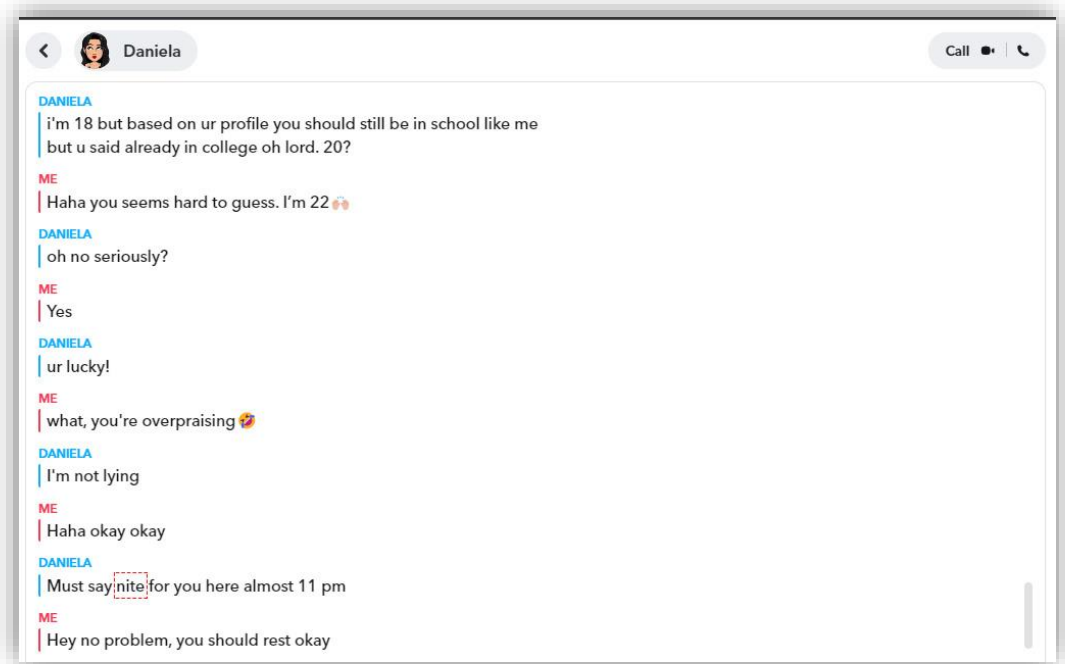 Daniela
Call
DANIELA
i'm 18 but based on ur profile you should still be in school like me
but u said already in college oh lord. 20?
ME
Haha you seems hard to guess. I'm 22🙌🏻
DANIELA
oh no seriously?
ME
Yes
DANIELA
ur lucky!
ME
what, you're overpraising🤣
DANIELA
I'm not lying
ME
Haha okay okay
DANIELA
Must say nite for you here almost 11 pm
ME
Hey no problem, you should rest okay